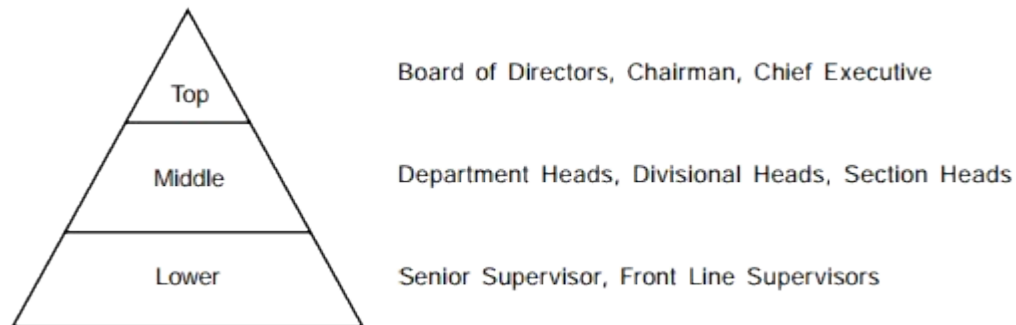 Board of Directors, Chairman, Chief Executive
Top
Middle
Department Heads, Divisional Heads, Section Heads
Lower
Senior Supervisor, Front Line Supervisors